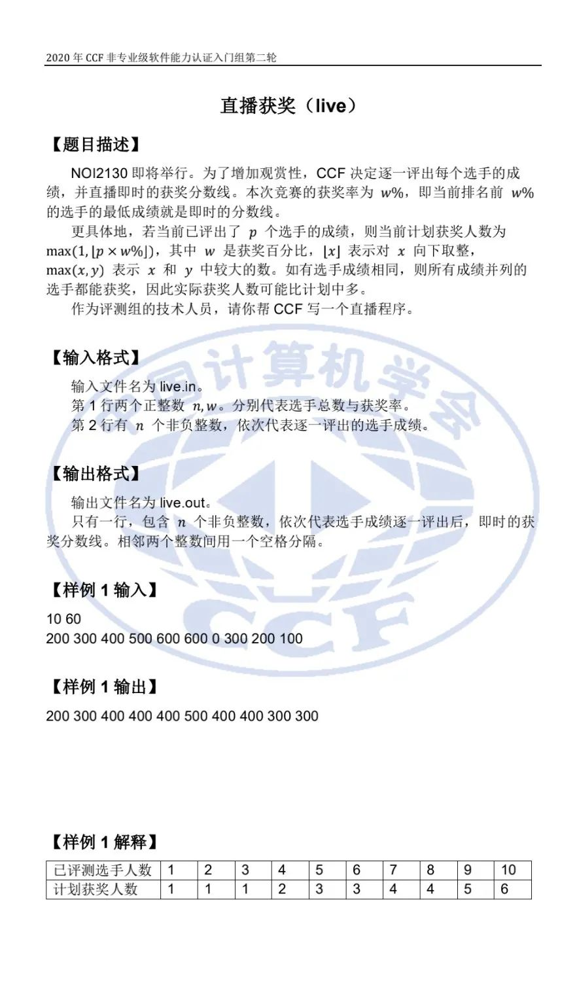 2020 年 CCF 非专业级软件能力认证入门组第二轮
直播获奖（live）
【题目描述】
NOI2130 即将举行。为了增加观赏性，CCF 决定逐一评出每个选手的成
绩，并直播即时的获奖分数线。本次竞赛的获奖率为 w%，即当前排名前 w%
的选手的最低成绩就是即时的分数线。
更具体地，若当前已评出了 p 个选手的成绩，则当前计划获奖人数为
max(1, ⌊p × w%⌋)，其中 w 是获奖百分比，⌊x⌋ 表示对 x 向下取整，
max(x, y) 表示 x 和 y 中较大的数。如有选手成绩相同，则所有成绩并列的
选手都能获奖，因此实际获奖人数可能比计划中多。
作为评测组的技术人员，请你帮 CCF 写一个直播程序。
【输入格式】
输入文件名为 live.in。
第 1 行两个正整数 n, w。分别代表选手总数与获奖率。
第 2 行有 n 个非负整数，依次代表逐一评出的选手成绩。
【输出格式】
输出文件名为 live.out。
只有一行，包含 n 个非负整数，依次代表选手成绩逐一评出后，即时的获
奖分数线。相邻两个整数间用一个空格分隔。
【样例 1 输入】
10 60
200 300 400 500 600 600 0 300 200 100
【样例 1 输出】
200 300 400 400 400 500 400 400 300 300
【样例 1 解释】
已评测选手人数 1 2 3 4 5 6 7 8 9 10
计划获奖人数 1 1 1 2 3 3 4 4 5 6
中国计算机学会
CCF